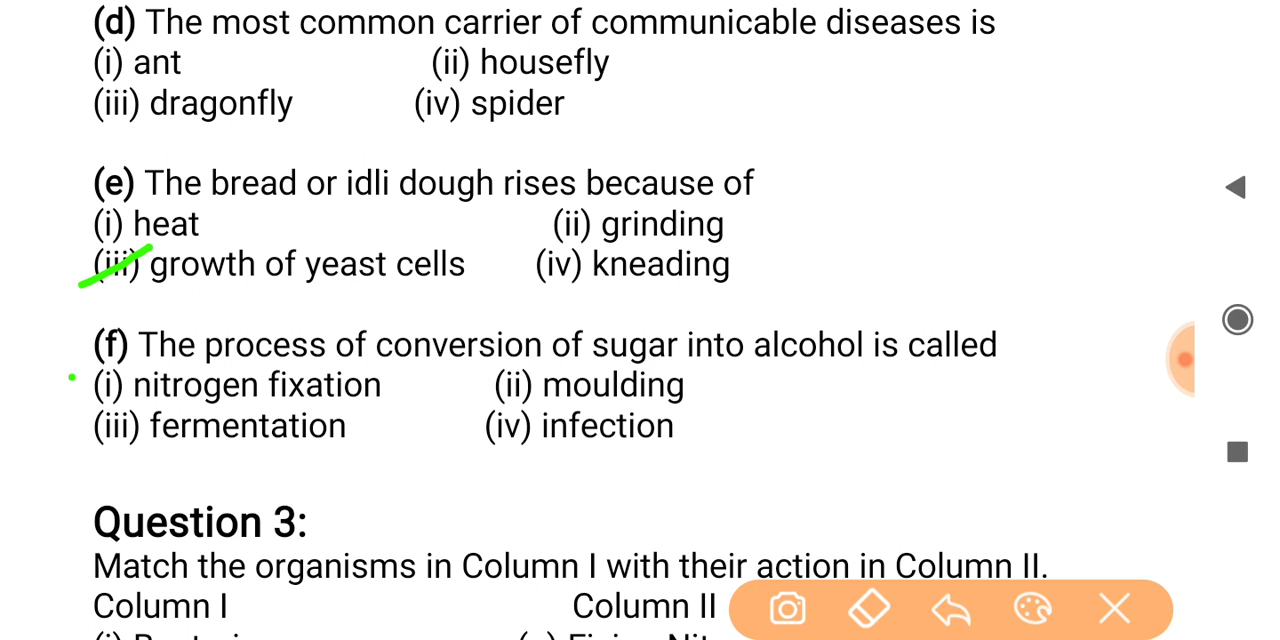 (d) The most common carrier of communicable diseases is
(i) ant (ii) housefly
(iii) dragonfly (iv) spider
(e) The bread or idli dough rises because of
(i) heat (ii) grinding
(iii) growth of yeast cells (iv) kneading
(f) The process of conversion of sugar into alcohol is called
(i) nitrogen fixation (ii) moulding
(iii) fermentation (iv) infection
Question 3:
Match the organisms in Column I with their action in Column II.
Column I Column II